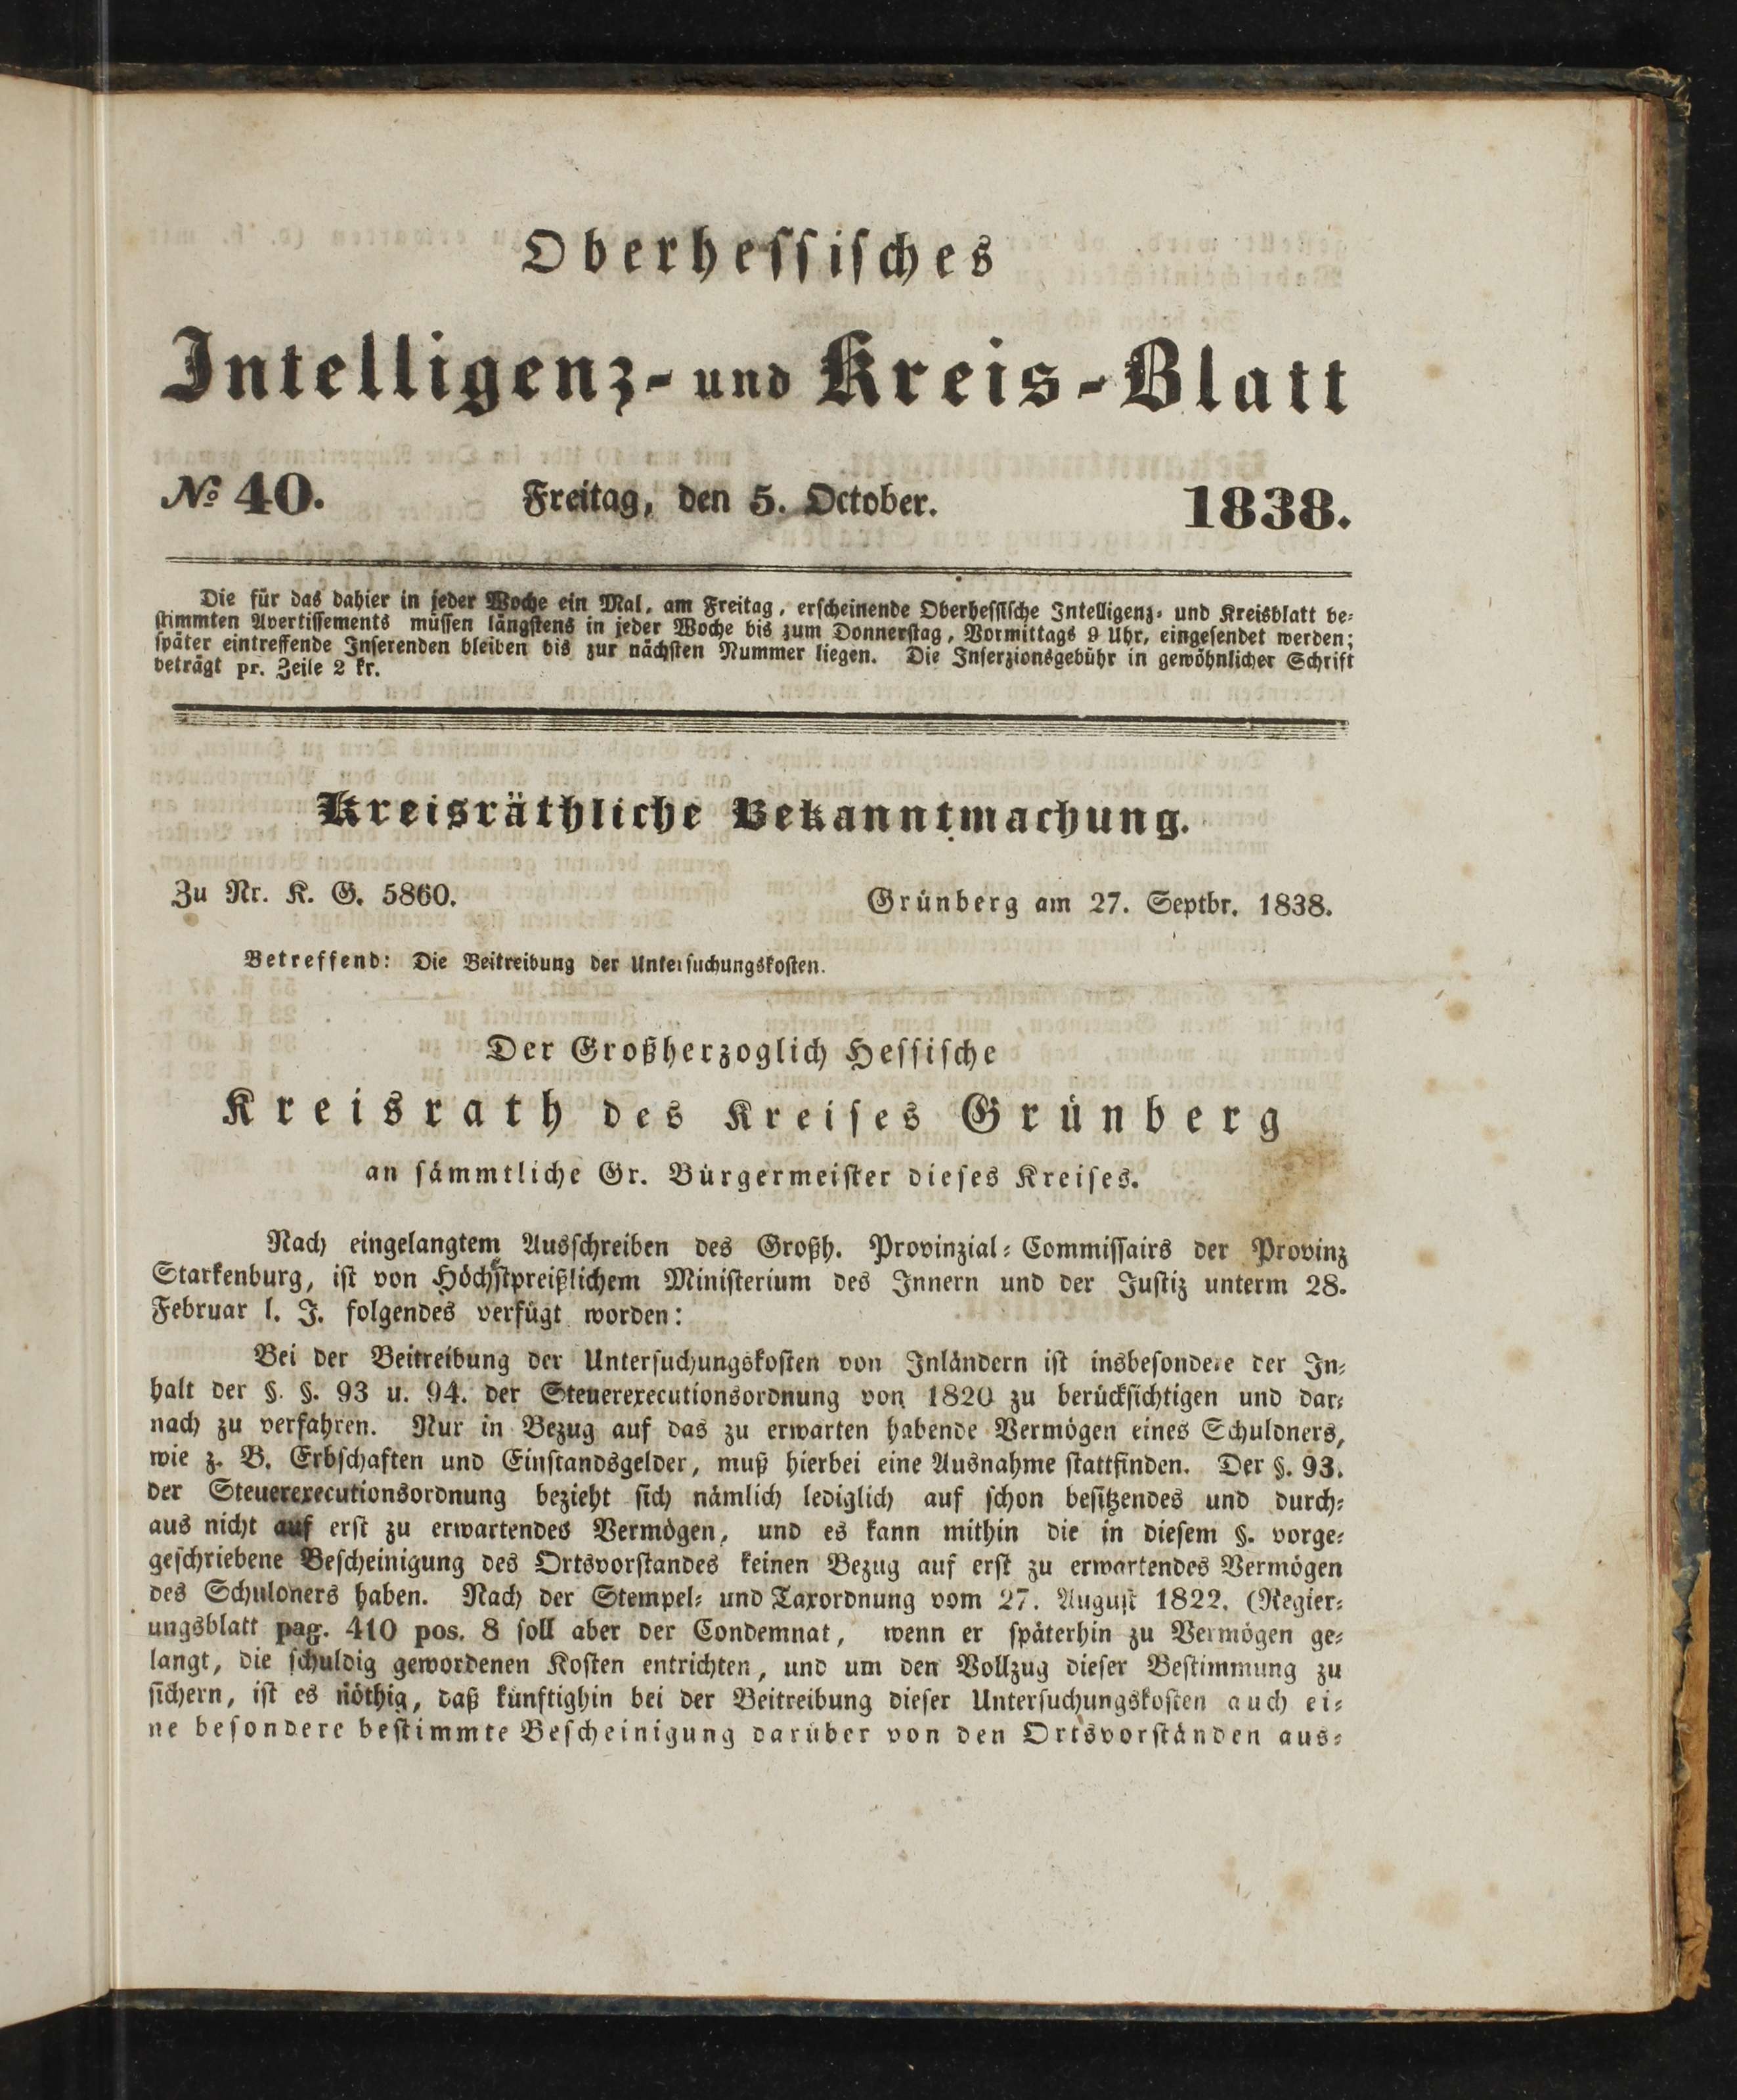 Oberhessisches
Intelligenz- und Kreis-Blatt
No 40. Freitag, den 5. October. 1838.
Die für das dahier in jeder Woche ein Mal, am Freitag, erscheinende Oberhessische Intelligenz- und Kreisblatt be-
stimmten Avertissements müssen längstens in jeder Woche bis zum Donnerstag, Vormittags 9 Uhr, eingesendet werden;
später eintreffende Inserenden bleiben bis zur nächsten Nummer liegen. Die Inserzionsgebühr in gewöhnlicher Schrift
beträgt pr. Zeile 2 kr.
Kreisräthliche Bekanntmachung.
Zu Nr. K. G. 5860. Grünberg am 27. Septbr. 1838.
Betreffend: Die Beitreibung der Untersuchungskosten.
Der Großherzoglich Hessische
Kreisrath des Kreises Grünberg
an sämmtliche Gr. Bürgermeister dieses Kreises.
Nach eingelangtem Ausschreiben des Großh. Provinzial-Commissairs der Provinz
Starkenburg, ist von Höchstpreißlichem Ministerium des Innern und der Justiz unterm 28.
Februar l. J. folgendes verfügt worden:
Bei der Beitreibung der Untersuchungskosten von Inländern ist insbesondere der In-
halt der §. §. 93 u. 94. der Steuerexecutionsordnung von 1820 zu berücksichtigen und dar-
nach zu verfahren. Nur in Bezug auf das zu erwarten habende Vermögen eines Schuldners,
wie z. B. Erbschaften und Einstandsgelder, muß hierbei eine Ausnahme stattfinden. Der §. 93.
der Steuerexecutionsordnung bezieht sich nämlich lediglich auf schon besitzendes und durch-
aus nicht auf erst zu erwartendes Vermögen, und es kann mithin die in diesem §. vorge-
geschriebene Bescheinigung des Ortsvorstandes keinen Bezug auf erst zu erwartendes Vermögen
des Schuldners haben. Nach der Stempel- und Taxordnung vom 27. August 1822. (Regier-
ungsblatt pag. 410 pos. 8 soll aber der Condemnat, wenn er späterhin zu Vermögen ge-
langt, die schuldig gewordenen Kosten entrichten, und um den Vollzug dieser Bestimmung zu
sichern, ist es nöthig, daß künftighin bei der Beitreibung dieser Untersuchungskosten auch ei-
ne besondere bestimmte Bescheinigung darüber von den Ortsvorständen aus-